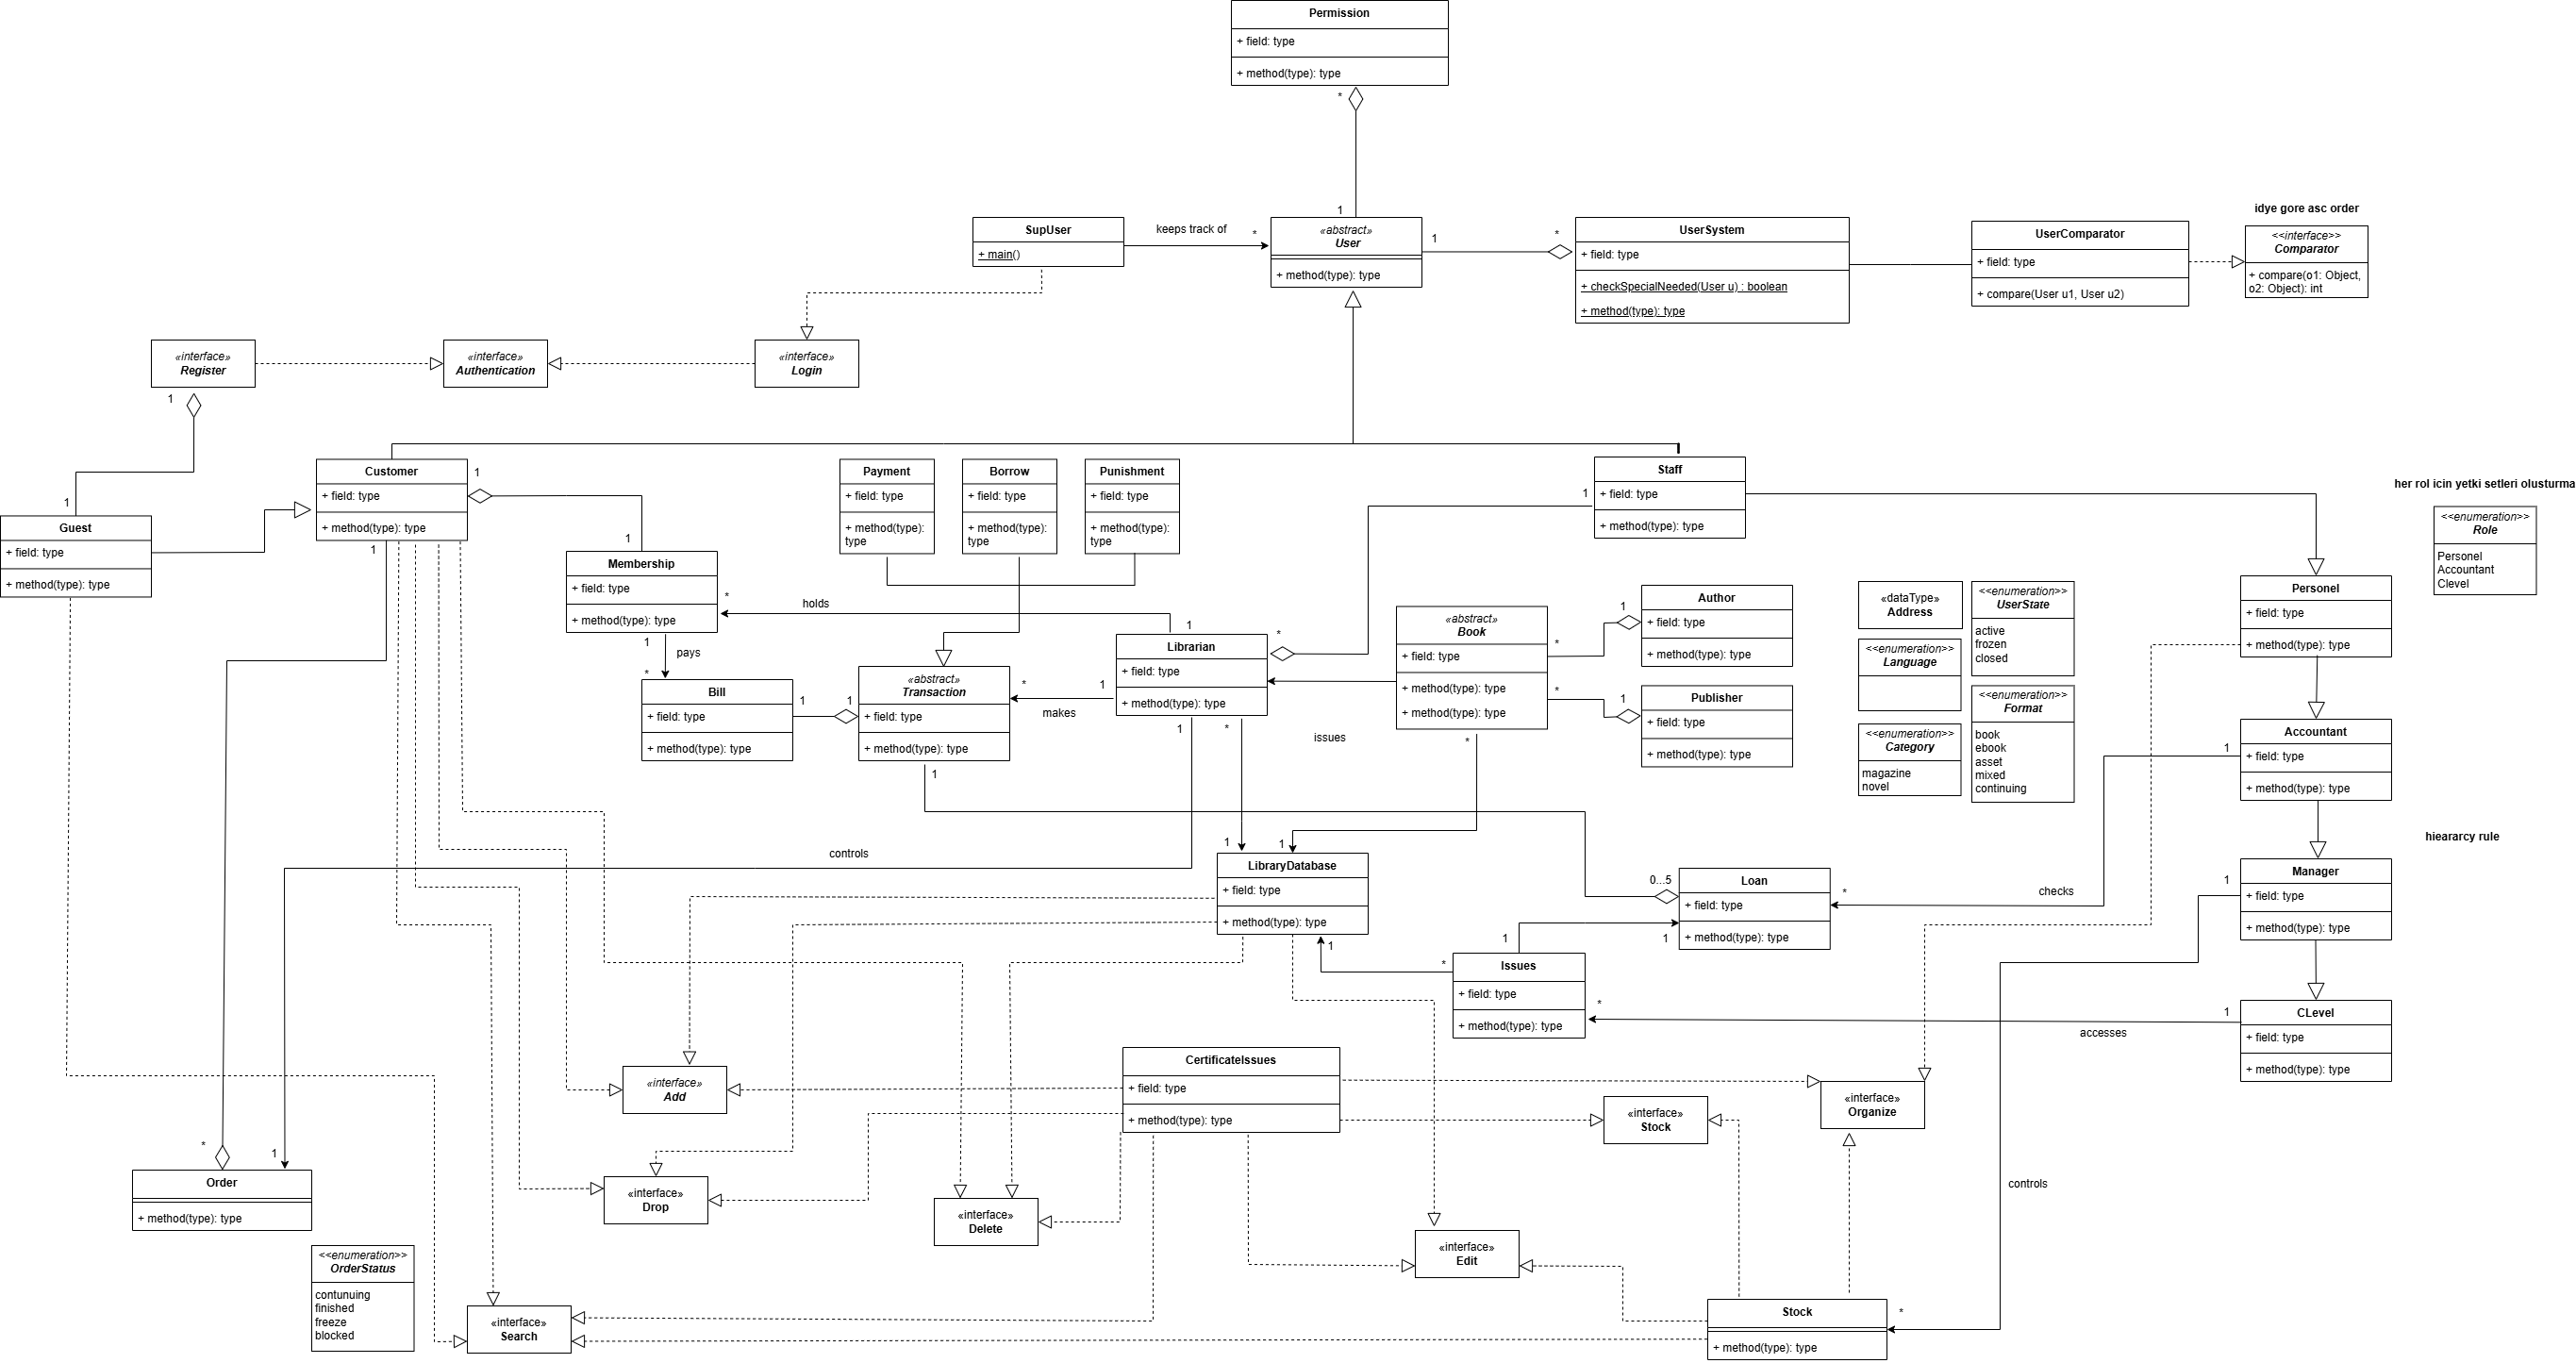 Permission
+ field: type
+ method(type): type
*
1
SupUser
+ main()
keeps track of
*
«abstract»
User
+ method(type): type
1
*
UserSystem
+ field: type
+ checkSpecialNeeded(User u) : boolean
+ method(type): type
UserComparator
+ field: type
+ compare(User u1, User u2)
idye gore asc order
<<interface>>
Comparator
+ compare(o1: Object,
o2: Object): int
«interface»
Register
«interface»
Authentication
«interface»
Login
1
1
Guest
+ field: type
+ method(type): type
Customer
+ field: type
+ method(type): type
1
1
1
Membership
+ field: type
+ method(type): type
Payment
+ field: type
+ method(type):
type
Borrow
+ field: type
+ method(type):
type
Punishment
+ field: type
+ method(type):
type
Staff
+ field: type
+ method(type): type
1
her rol icin yetki setleri olusturma
<<enumeration>>
Role
Personel
Accountant
Clevel
*
holds
1
1
pays
*
Bill
+ field: type
+ method(type): type
1
1
«abstract»
Transaction
+ field: type
+ method(type): type
1
*
1
makes
Librarian
+ field: type
+ method(type): type
*
1
*
issues
«abstract»
Book
+ field: type
+ method(type): type
+ method(type): type
*
*
*
1
Author
+ field: type
+ method(type): type
1
Publisher
+ field: type
+ method(type): type
«dataType»
Address
<<enumeration>>
UserState
active
frozen
closed
<<enumeration>>
Language
<<enumeration>>
Format
book
ebook
asset
mixed
continuing
<<enumeration>>
Category
magazine
novel
Personel
+ field: type
+ method(type): type
Accountant
+ field: type
+ method(type): type
1
hieararcy rule
Manager
+ field: type
+ method(type): type
1
CLevel
+ field: type
+ method(type): type
1
controls
1
1
LibraryDatabase
+ field: type
+ method(type): type
1
0...5
Loan
+ field: type
+ method(type): type
*
checks
1
1
*
Issues
+ field: type
+ method(type): type
*
accesses
CertificateIssues
+ field: type
+ method(type): type
«interface»
Add
«interface»
Drop
«interface»
Delete
«interface»
Stock
«interface»
Organize
«interface»
Edit
«interface»
Search
controls
*
1
Order
+ method(type): type
<<enumeration>>
OrderStatus
contunuing
finished
freeze
blocked
Stock
+ method(type): type
*